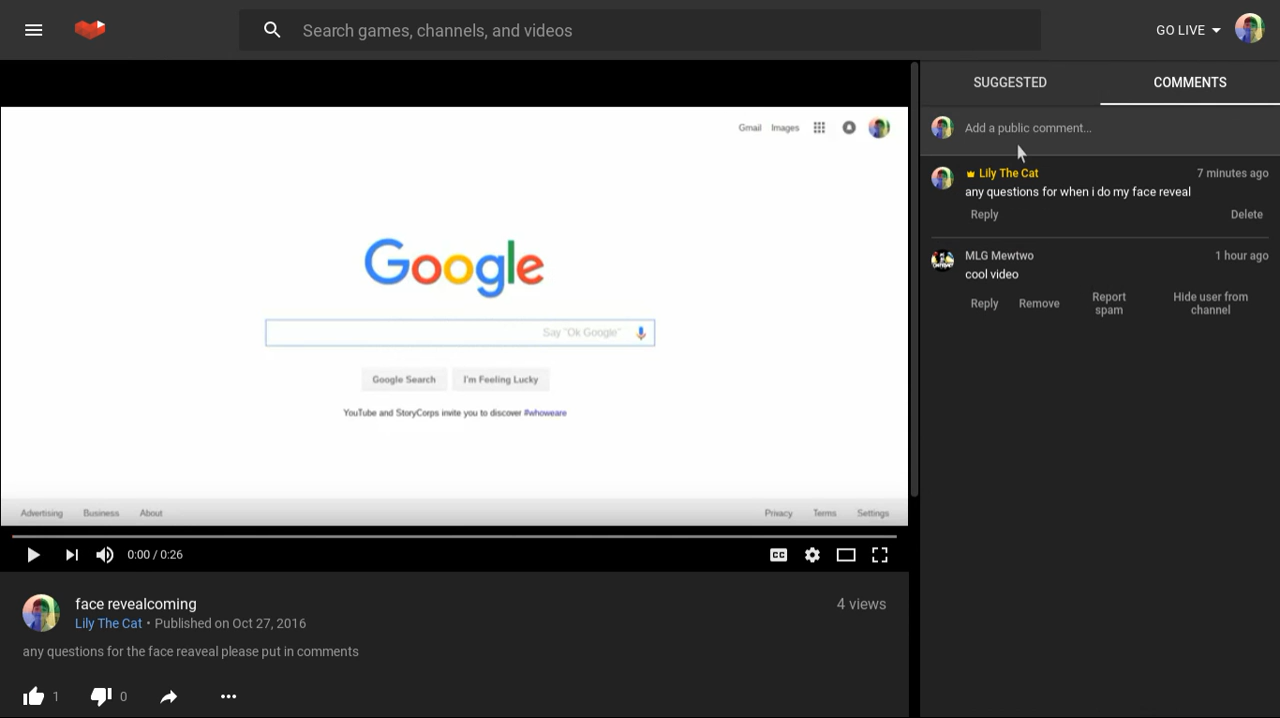 Search games, channels, and videos
GO LIVE
Gmail Images
Google
Say "Ok Google"
Google Search I'm Feeling Lucky
YouTube and StoryCorps invite you to discover #whoweare
Advertising Business About Privacy Terms Settings
0:00 / 0:26
CC
face revealcoming
4 views
Lily The Cat • Published on Oct 27, 2016
any questions for the face reaveal please put in comments
1 0
SUGGESTED COMMENTS
Add a public comment...
Lily The Cat 7 minutes ago
any questions for when i do my face reveal
Reply Delete
MLG Mewtwo 1 hour ago
cool video
Reply Remove Report spam Hide user from channel